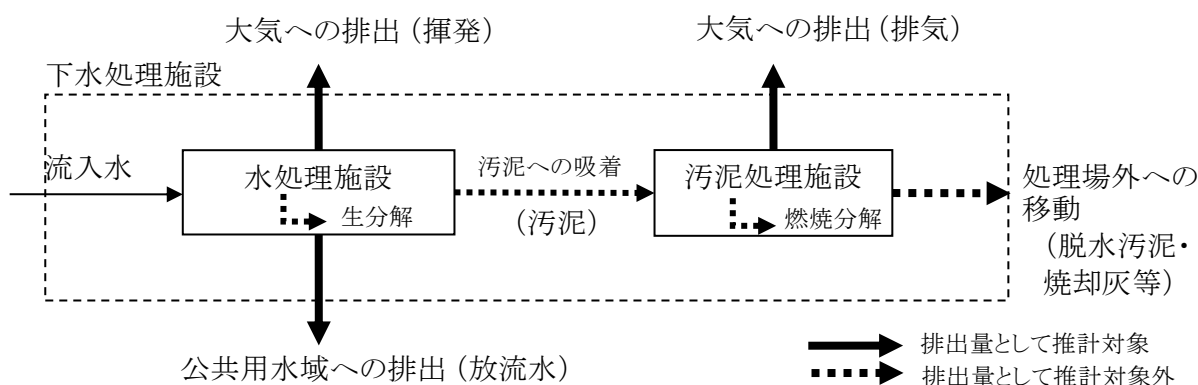 大気への排出（揮発）
大気への排出（排気）
下水処理施設
流入水
水処理施設
生分解
汚泥への吸着
（汚泥）
汚泥処理施設
燃焼分解
処理場外への
移動
（脱水汚泥・
焼却灰等）
公共用水域への排出（放流水）
排出量として推計対象
排出量として推計対象外